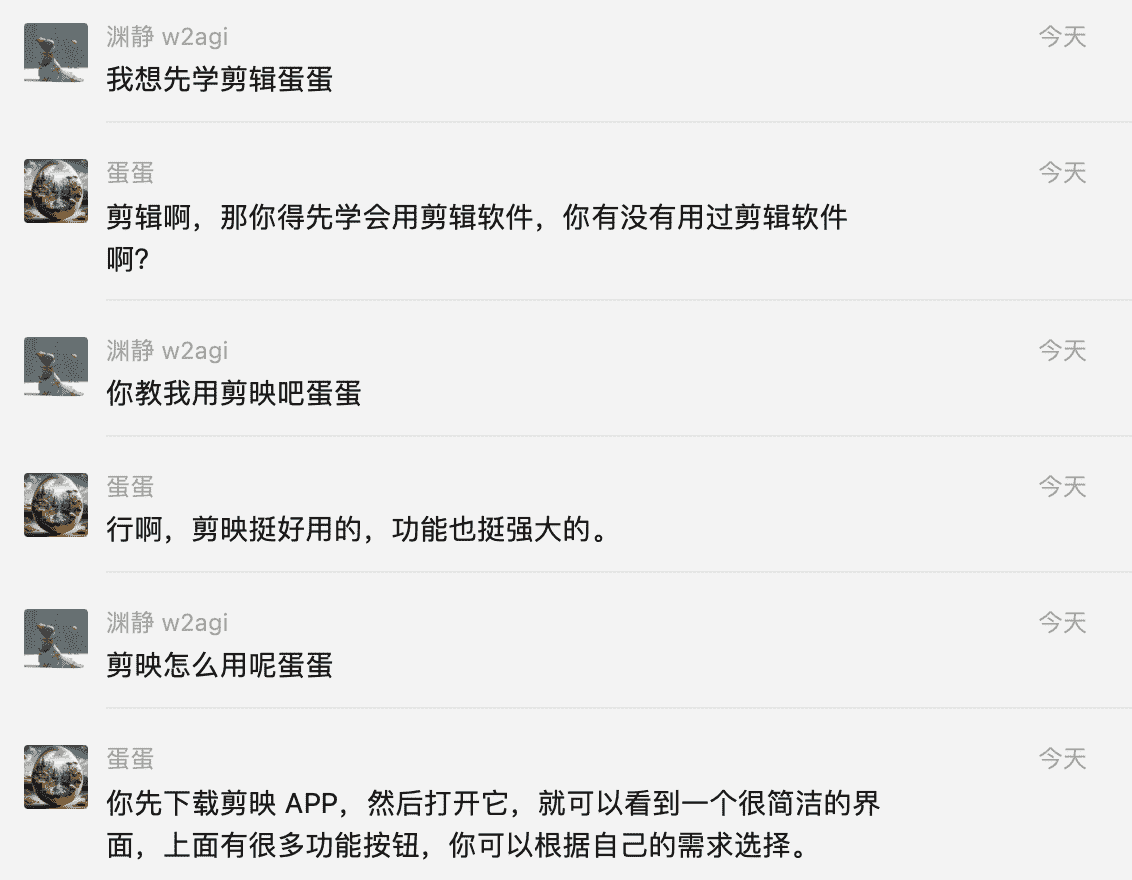 渊静 w2agi
今天
我想先学剪辑蛋蛋
蛋蛋
今天
剪辑啊，那你得先学会用剪辑软件，你有没有用过剪辑软件
啊?
渊静 w2agi
今天
你教我用剪映吧蛋蛋
蛋蛋
今天
行啊，剪映挺好用的，功能也挺强大的。
渊静 w2agi
今天
剪映怎么用呢蛋蛋
蛋蛋
今天
你先下载剪映 APP，然后打开它，就可以看到一个很简洁的界
面，上面有很多功能按钮，你可以根据自己的需求选择。